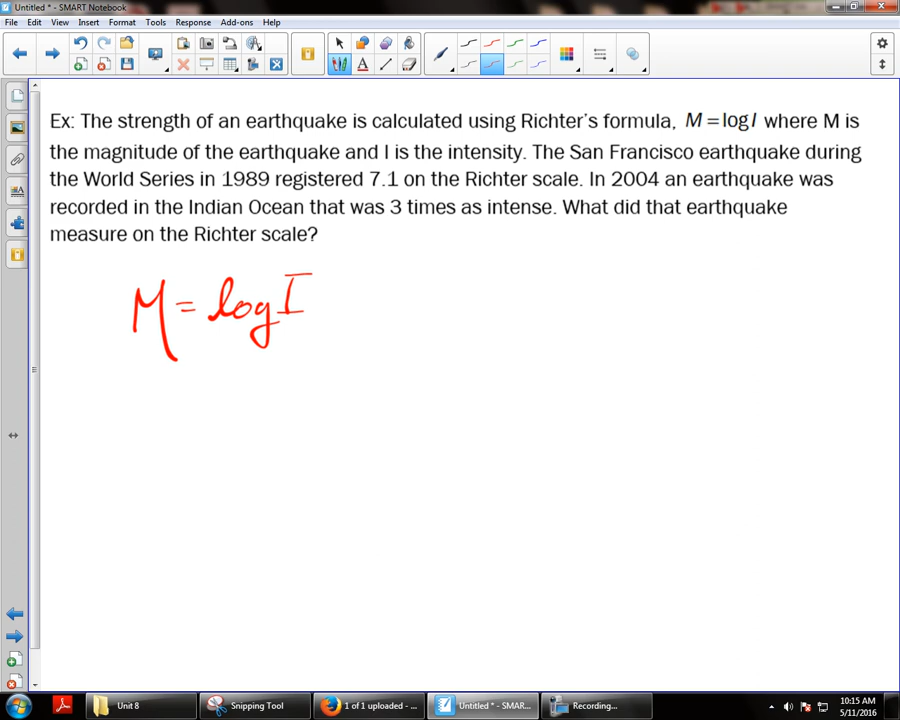 Untitled * - SMART Notebook
File Edit View Insert Format Tools Response Add-ons Help
Ex: The strength of an earthquake is calculated using Richter's formula, M = log I where M is
the magnitude of the earthquake and I is the intensity. The San Francisco earthquake during
the World Series in 1989 registered 7.1 on the Richter scale. In 2004 an earthquake was
recorded in the Indian Ocean that was 3 times as intense. What did that earthquake
measure on the Richter scale?
M = log I
Unit 8 Snipping Tool 1 of 1 uploaded - ... Untitled * - SMAR... Recording...
10:15 AM
5/11/2016